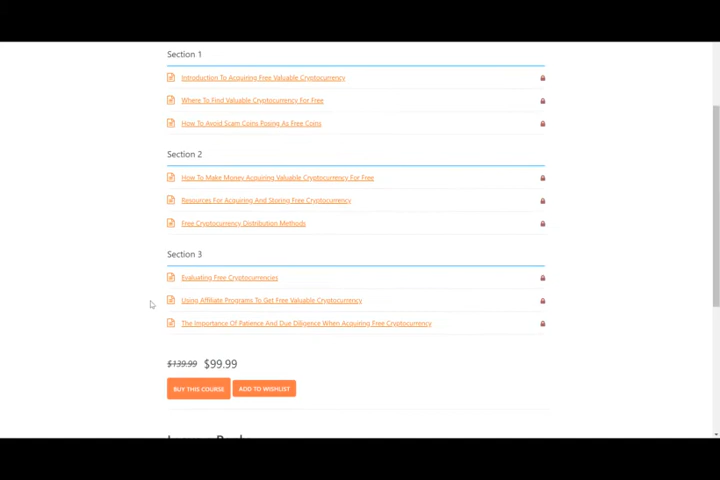 Section 1
Introduction To Acquiring Free Valuable Cryptocurrency
Where To Find Valuable Cryptocurrency For Free
How To Avoid Scam Coins Posing As Free Coins
Section 2
How To Make Money Acquiring Valuable Cryptocurrency For Free
Resources For Acquiring And Storing Free Cryptocurrency
Free Cryptocurrency Distribution Methods
Section 3
Evaluating Free Cryptocurrencies
Using Affiliate Programs To Get Free Valuable Cryptocurrency
The Importance Of Patience And Due Diligence When Acquiring Free Cryptocurrency
$139.99 $99.99
BUY THIS COURSE ADD TO WISHLIST